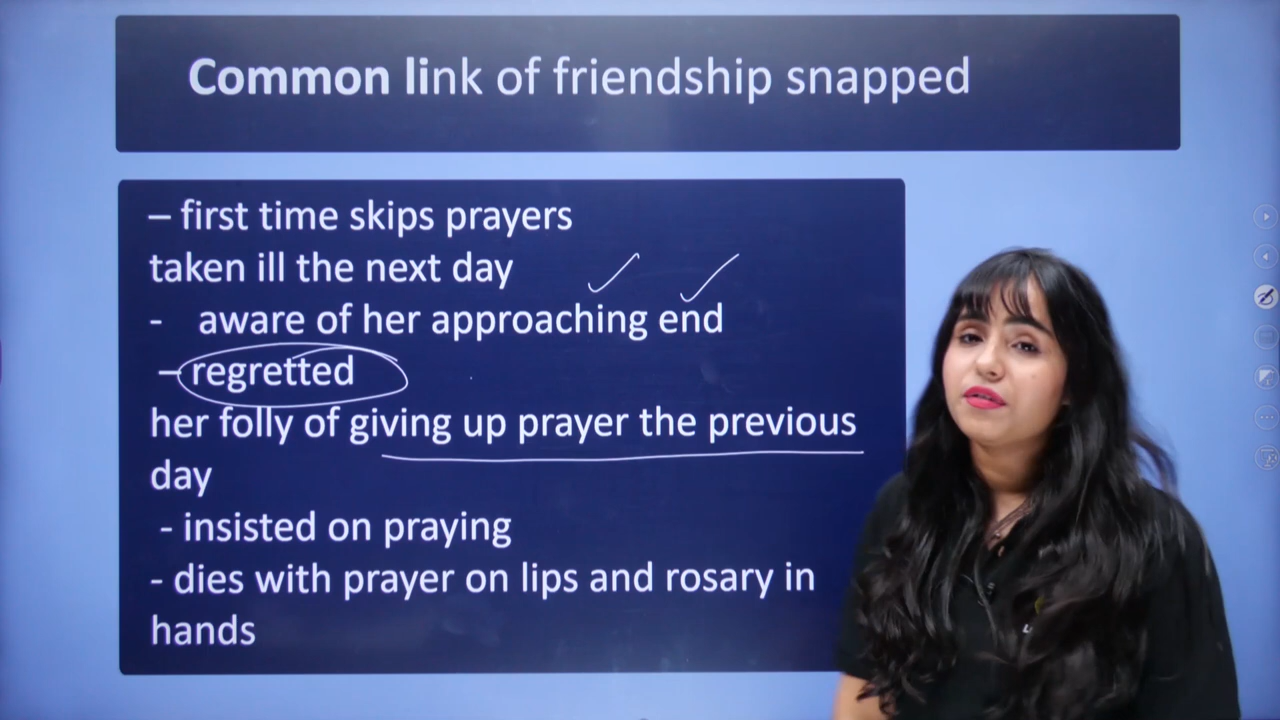 Common link of friendship snapped
– first time skips prayers
taken ill the next day
- aware of her approaching end
– regretted
her folly of giving up prayer the previous
day
- insisted on praying
- dies with prayer on lips and rosary in
hands